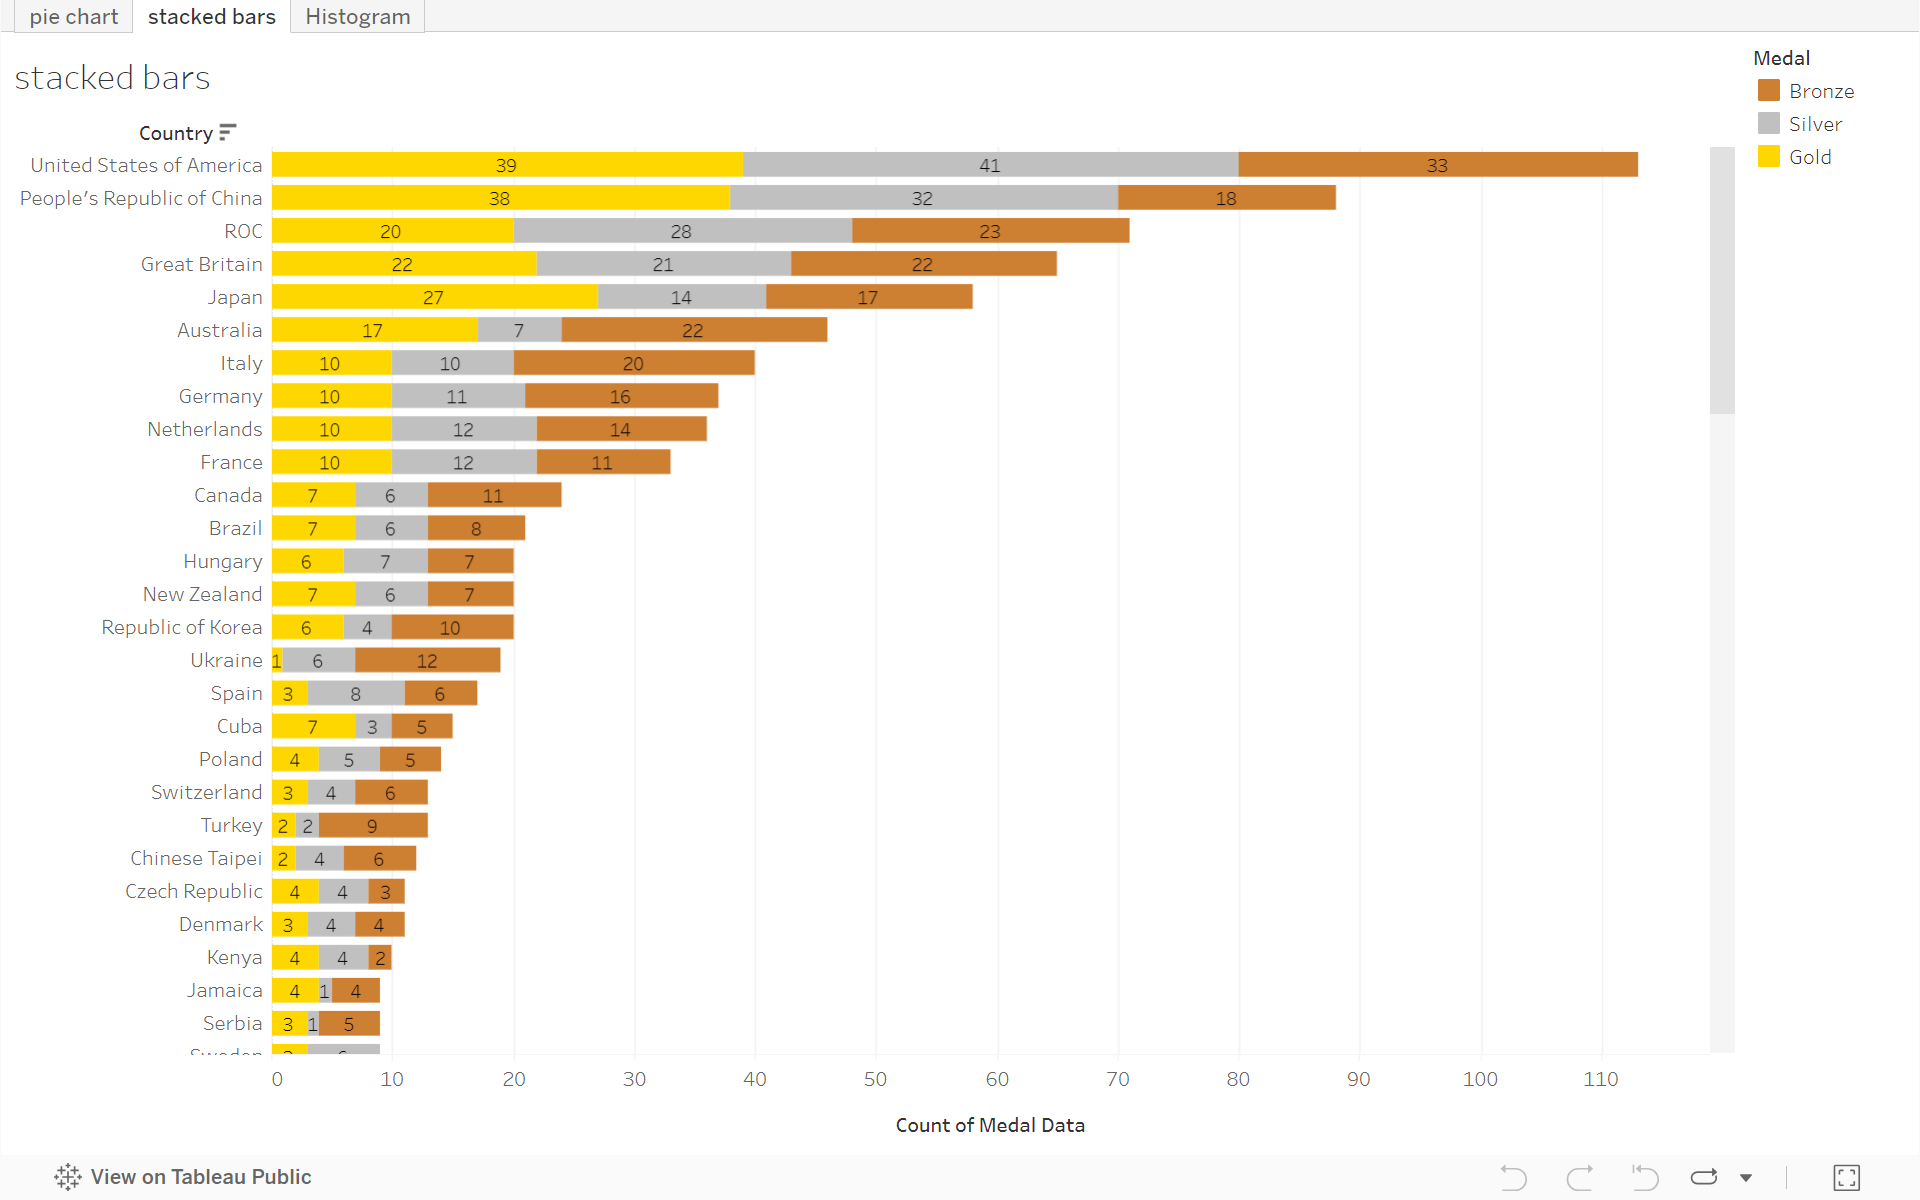 pie chart stacked bars Histogram
stacked bars
Medal
Bronze
Silver
Gold
Country
United States of America 39 41 33
People’s Republic of China 38 32 18
ROC 20 28 23
Great Britain 22 21 22
Japan 27 14 17
Australia 17 7 22
Italy 10 10 20
Germany 10 11 16
Netherlands 10 12 14
France 10 12 11
Canada 7 6 11
Brazil 7 6 8
Hungary 6 7 7
New Zealand 7 6 7
Republic of Korea 6 4 10
Ukraine 1 6 12
Spain 3 8 6
Cuba 7 3 5
Poland 4 5 5
Switzerland 3 4 6
Turkey 2 2 9
Chinese Taipei 2 4 6
Czech Republic 4 4 3
Denmark 3 4 4
Kenya 4 4 2
Jamaica 4 1 4
Serbia 3 1 5
0 10 20 30 40 50 60 70 80 90 100 110
Count of Medal Data
View on Tableau Public